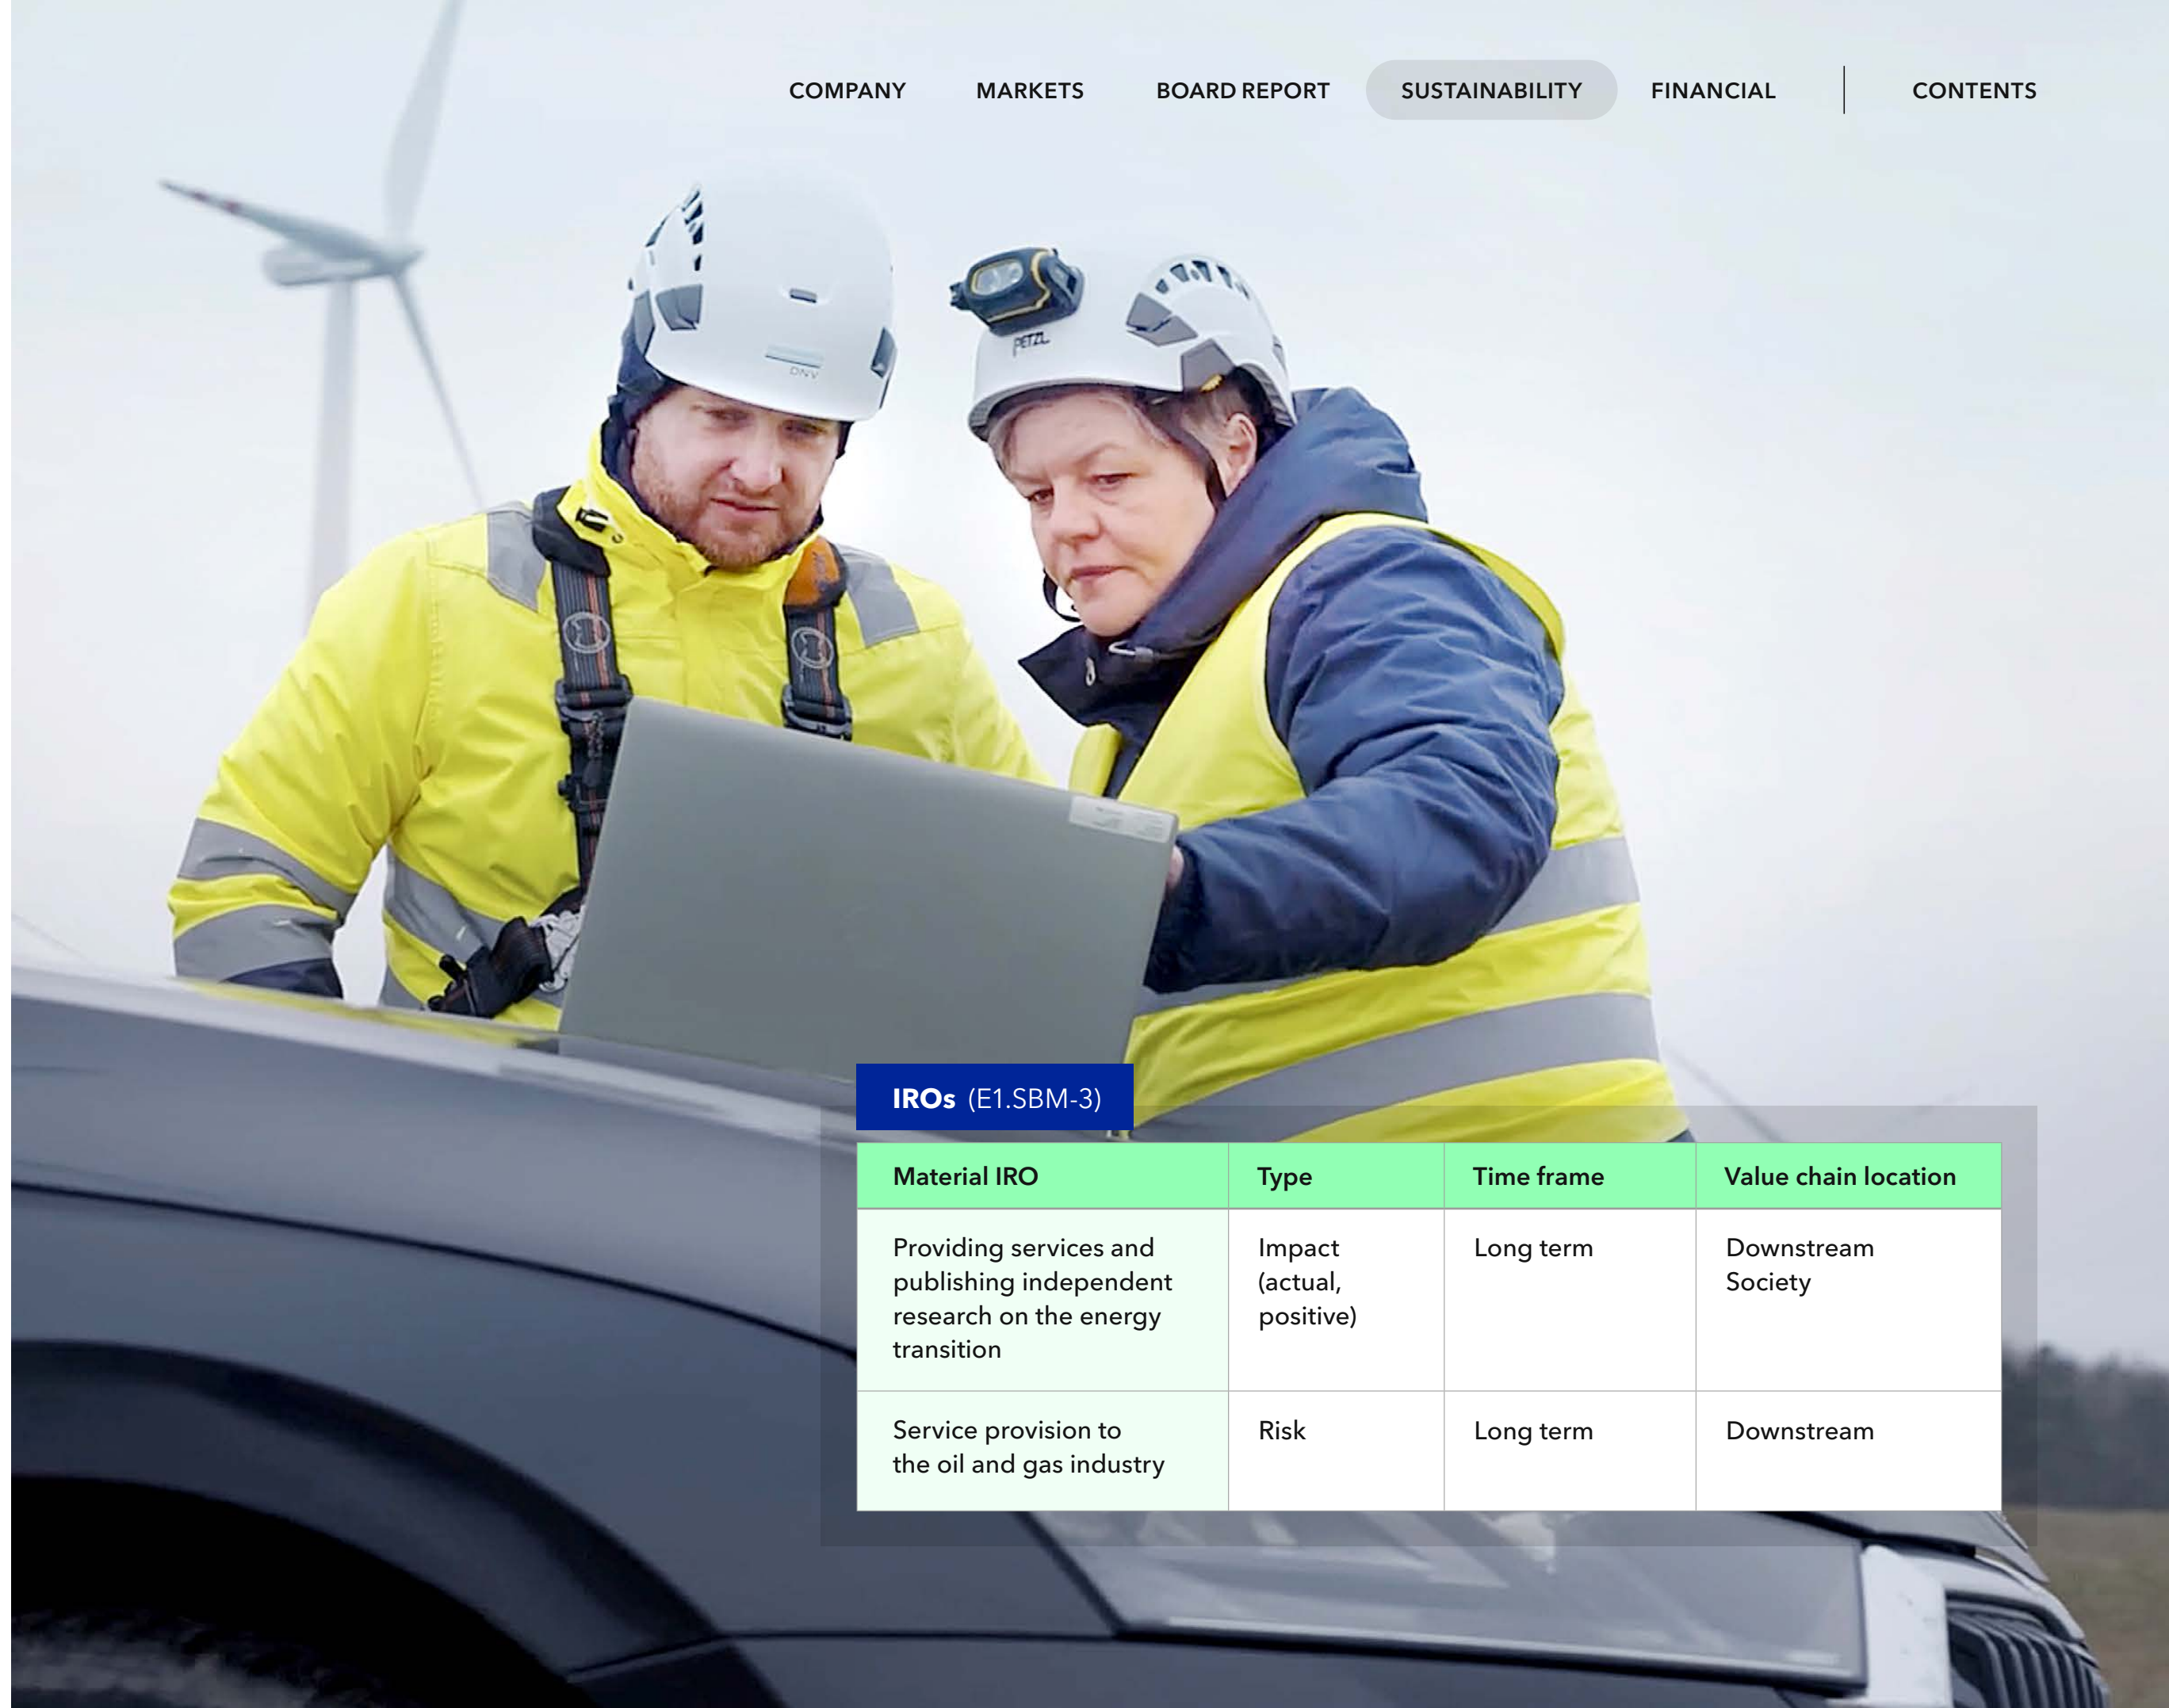 COMPANY MARKETS BOARD REPORT SUSTAINABILITY FINANCIAL CONTENTS
DNV
PETZL
IROs (E1.SBM-3)
Material IRO Type Time frame Value chain location
Providing services and
publishing independent
research on the energy
transition
Impact
(actual,
positive)
Long term
Downstream
Society
Service provision to
the oil and gas industry
Risk
Long term
Downstream